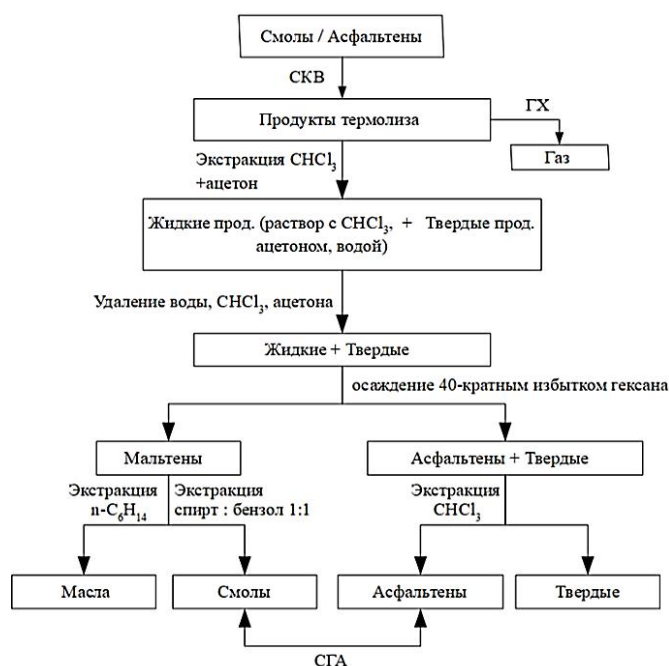 Смолы / Асфальтены
СКВ
Продукты термолиза
ГХ
Газ
Экстракция CHCl₃
+ацетон
Жидкие прод. (раствор с CHCl₃, + Твердые прод.
ацетоном, водой)
Удаление воды, CHCl₃, ацетона
Жидкие + Твердые
осаждение 40-кратным избытком гексана
Мальтены
Асфальтены + Твердые
Экстракция
n-C₆H₁₄
Экстракция
спирт : бензол 1:1
Экстракция
CHCl₃
Масла
Смолы
Асфальтены
Твердые
СГА